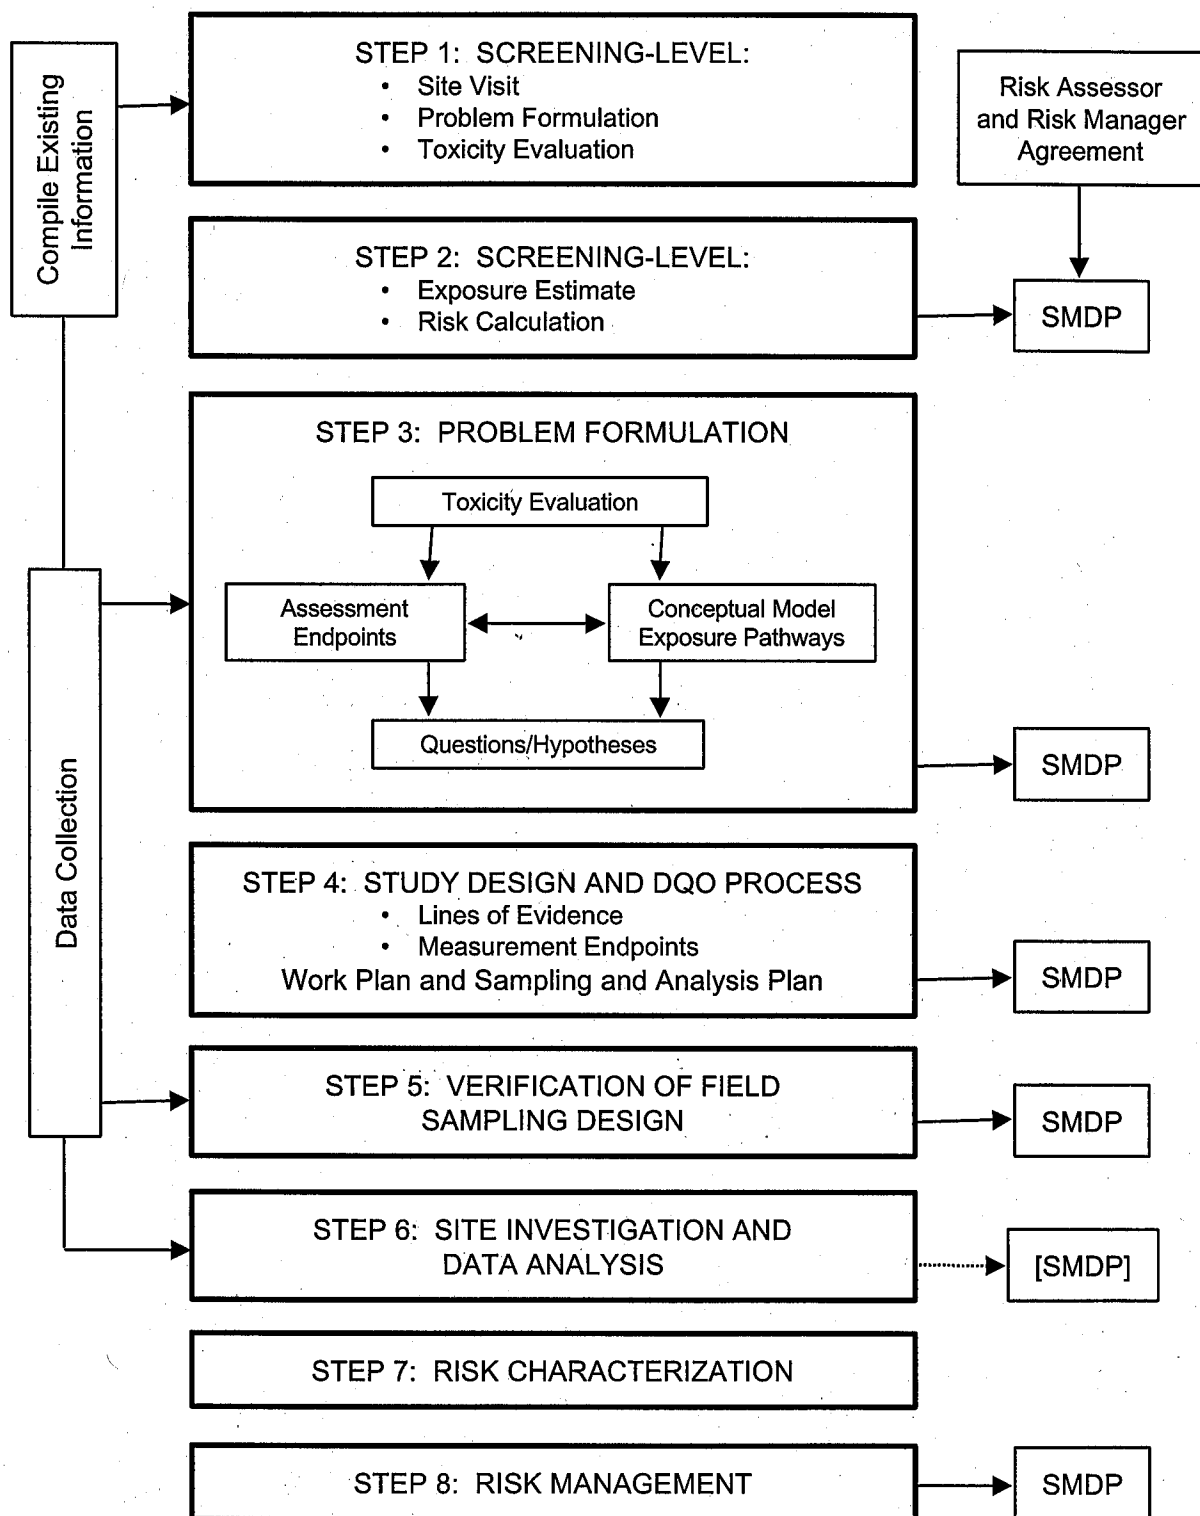 Compile Existing
Information
STEP 1: SCREENING-LEVEL:
• Site Visit
• Problem Formulation
• Toxicity Evaluation
Risk Assessor
and Risk Manager
Agreement
STEP 2: SCREENING-LEVEL:
• Exposure Estimate
• Risk Calculation
SMDP
Data Collection
STEP 3: PROBLEM FORMULATION
Toxicity Evaluation
Assessment
Endpoints
Conceptual Model
Exposure Pathways
Questions/Hypotheses
SMDP
STEP 4: STUDY DESIGN AND DQO PROCESS
• Lines of Evidence
• Measurement Endpoints
Work Plan and Sampling and Analysis Plan
SMDP
STEP 5: VERIFICATION OF FIELD
SAMPLING DESIGN
SMDP
STEP 6: SITE INVESTIGATION AND
DATA ANALYSIS
[SMDP]
STEP 7: RISK CHARACTERIZATION
STEP 8: RISK MANAGEMENT
SMDP